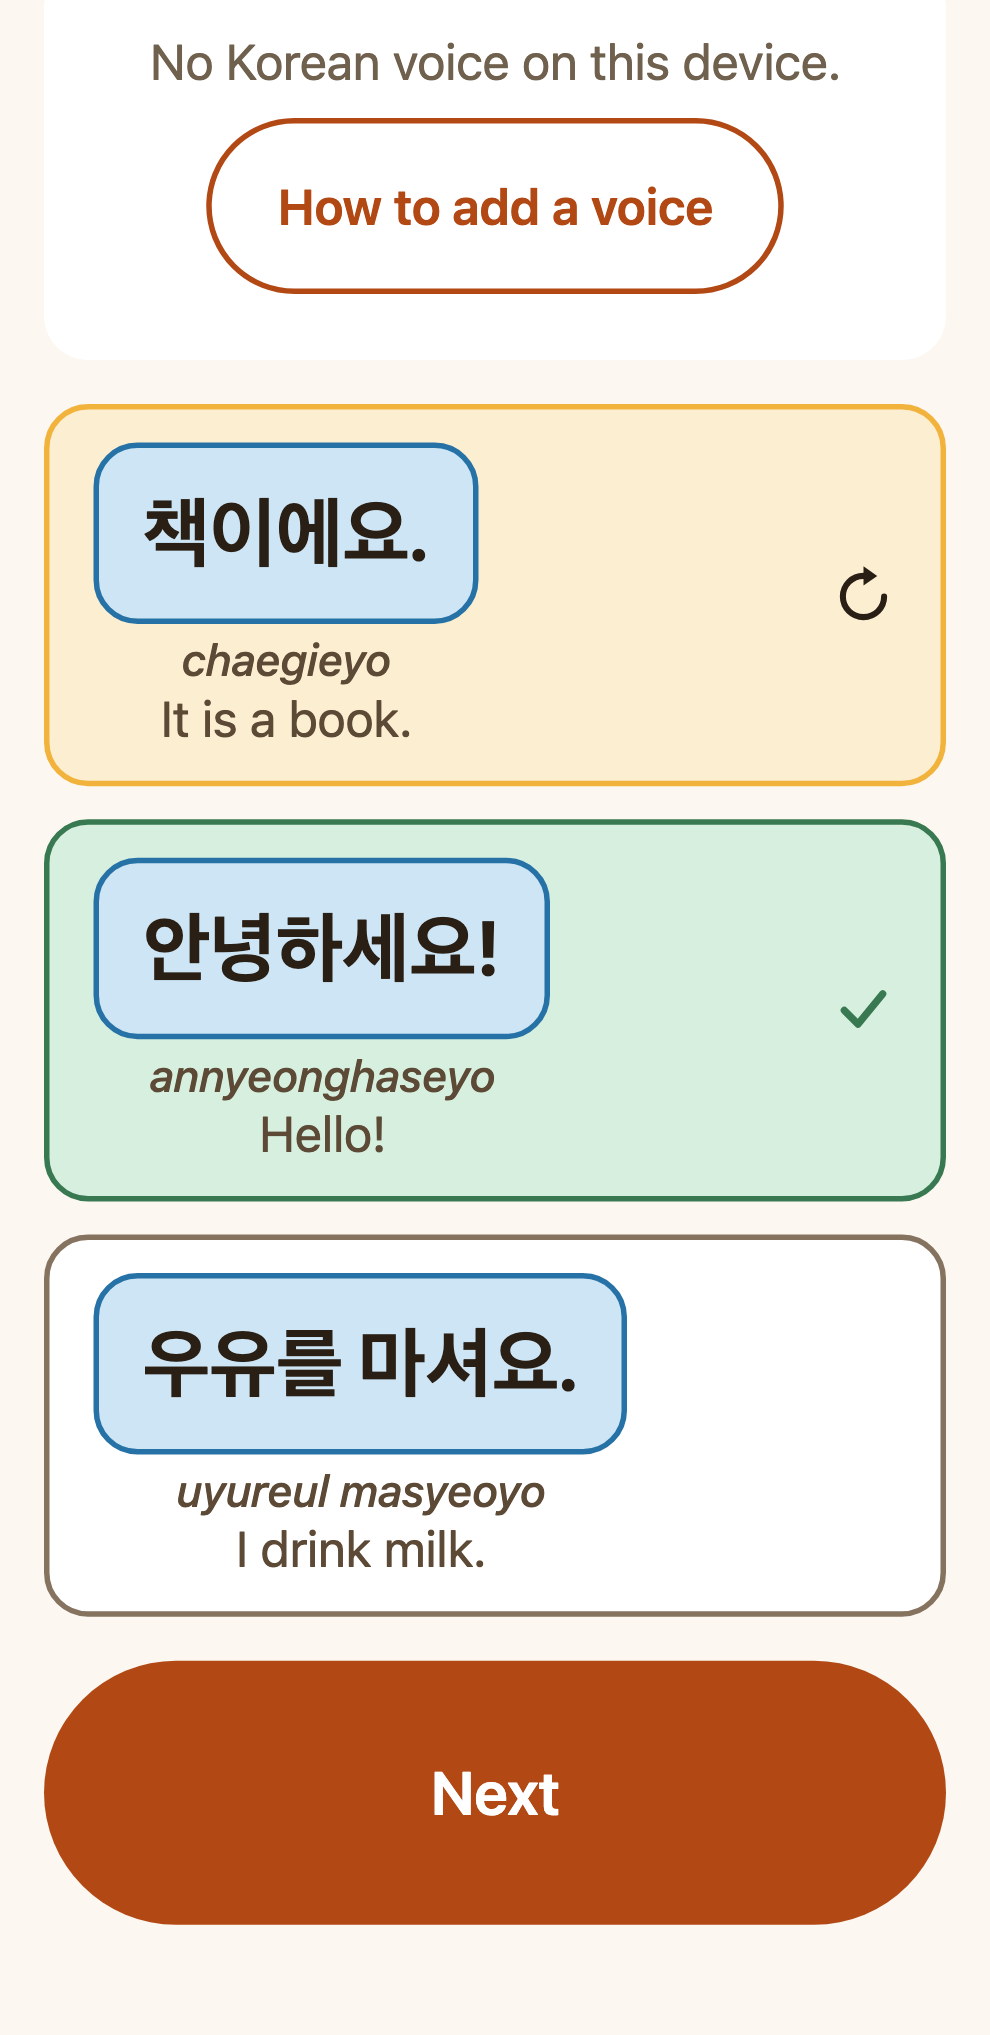 No Korean voice on this device.
How to add a voice
책이에요.
chaegieyo
It is a book.
안녕하세요!
annyeonghaseyo
Hello!
우유를 마셔요.
uyureul masyeoyo
I drink milk.
Next